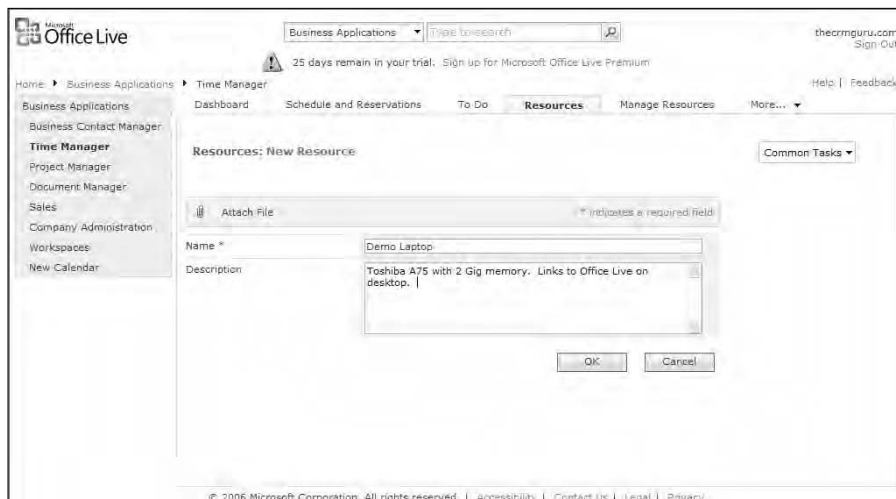 Microsoft
Office Live
Business Applications Type to search
thecrmguru.com
Sign Out
25 days remain in your trial. Sign up for Microsoft Office Live Premium
Home Business Applications Time Manager
Help | Feedback
Business Applications
Business Contact Manager
Time Manager
Project Manager
Document Manager
Sales
Company Administration
Workspaces
New Calendar
Dashboard Schedule and Reservations To Do Resources Manage Resources More...
Resources: New Resource
Common Tasks
Attach File * indicates a required field
Name * Demo Laptop
Description Toshiba A75 with 2 Gig memory. Links to Office Live on
desktop.
OK Cancel
© 2006 Microsoft Corporation. All rights reserved. | Accessibility | Contact Us | Legal | Privacy